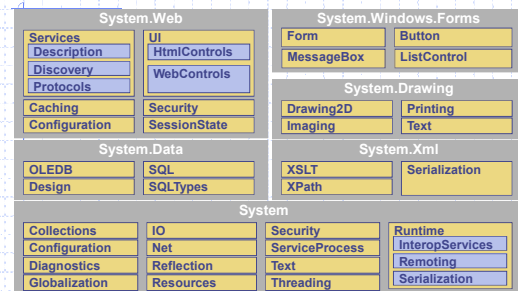 System.Web
Services
Description
Discovery
Protocols
UI
HtmlControls
WebControls
Caching
Security
Configuration
SessionState
System.Windows.Forms
Form
Button
MessageBox
ListControl
System.Drawing
Drawing2D
Printing
Imaging
Text
System.Data
OLEDB
SQL
Design
SQLTypes
System.Xml
XSLT
Serialization
XPath
System
Collections
IO
Security
Runtime
Configuration
Net
ServiceProcess
InteropServices
Diagnostics
Reflection
Text
Remoting
Globalization
Resources
Threading
Serialization